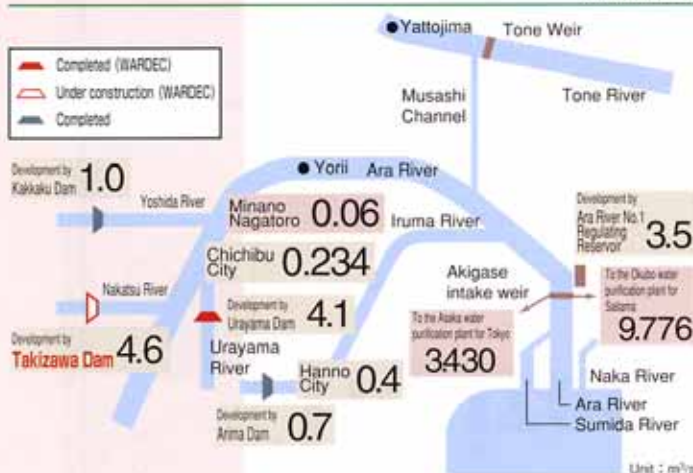 Completed (WARDEC)
Under construction (WARDEC)
Completed
Yattojima
Tone Weir
Tone River
Musashi
Channel
Yorii
Ara River
Development by
Kakkaku Dam
1.0
Yoshida River
Minano
Nagatoro
0.06
Iruma River
Development by
Ara River No.1
Regulating
Reservoir
3.5
Chichibu
City
0.234
Nakatsu River
Development by
Urayama Dam
4.1
Akigase
intake weir
To the Okubo water
purification plant for
Saitama
9.776
To the Asaka water
purification plant for Tokyo
3.430
Development by
Takizawa Dam
4.6
Urayama
River
Hanno
City
0.4
Development by
Arima Dam
0.7
Naka River
Ara River
Sumida River
Unit : m³/s